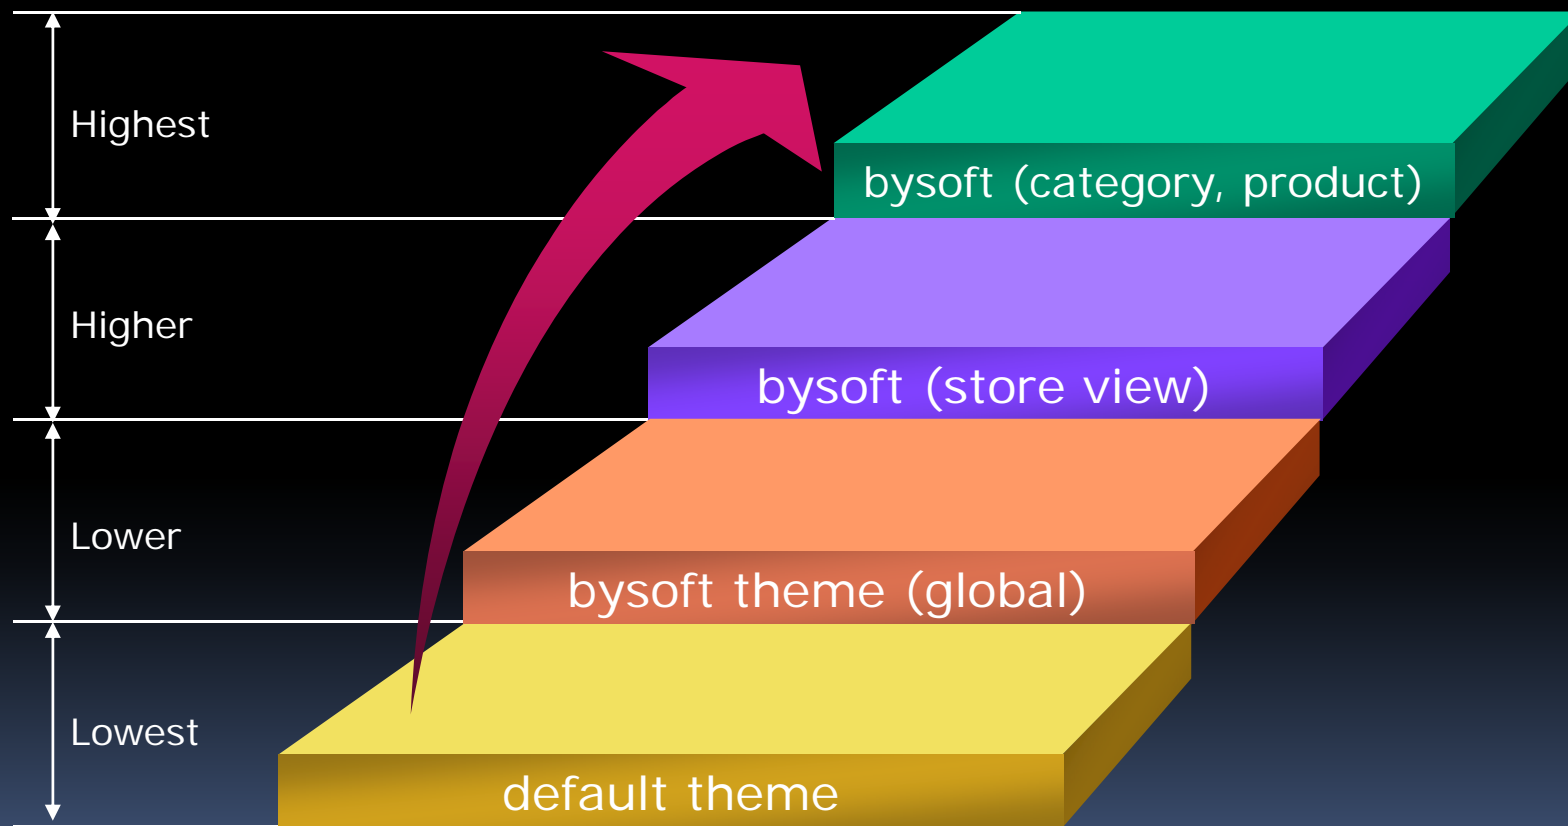 Highest
bysoft (category, product)
Higher
bysoft (store view)
Lower
bysoft theme (global)
Lowest
default theme